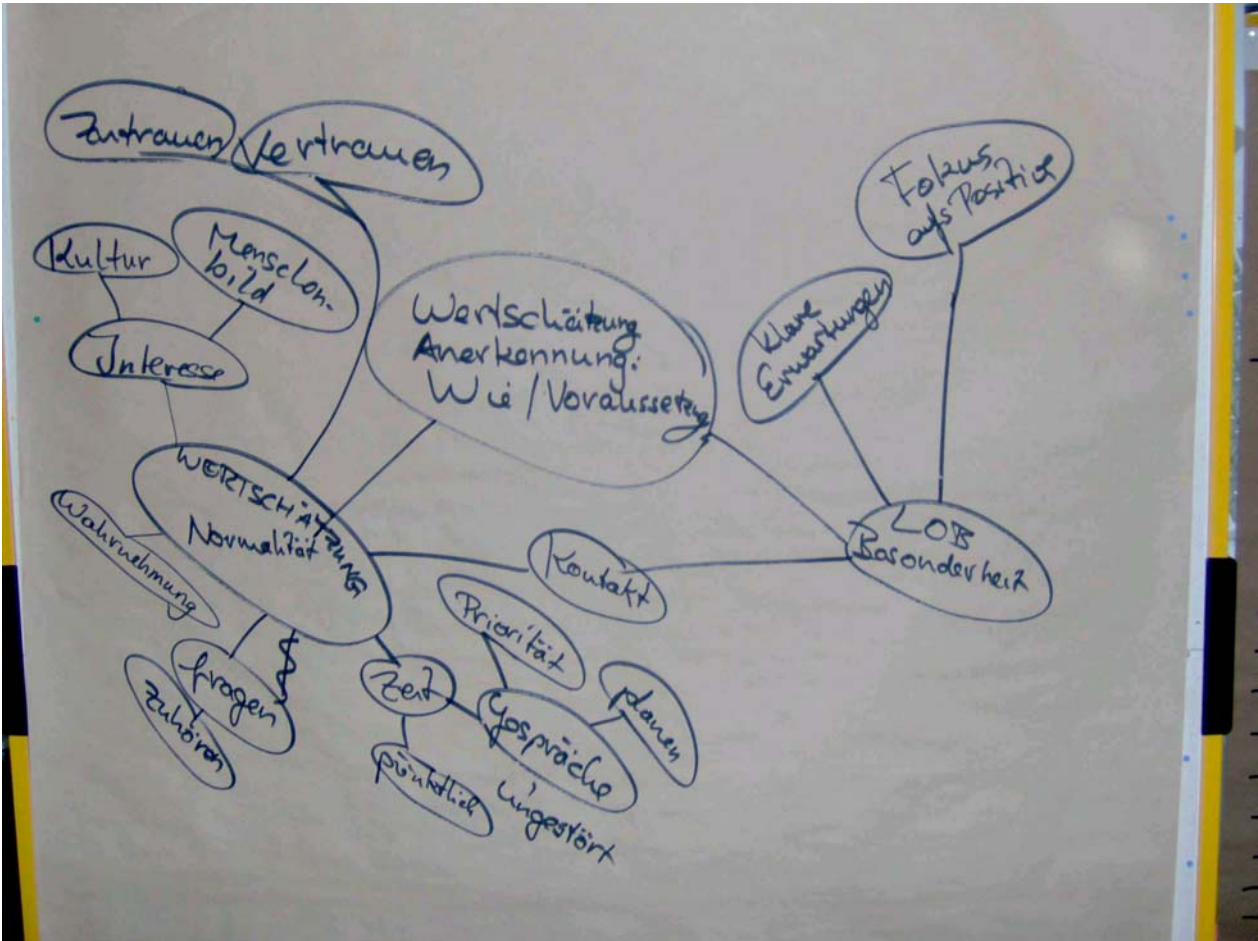 Zutrauen
Vertrauen
Fokus
aufs Positive
Kultur
Menschen-
bild
Interesse
Wertschätzung
Anerkennung:
Wie / Voraussetzung
Klare
Erwartungen
WERTSCHÄTZUNG
Normalität
LOB
Besonderheit
Wahrnehmung
Kontakt
Priorität
fragen
zuhören
Zeit
pünktlich
Gespräche
ungestört
planen